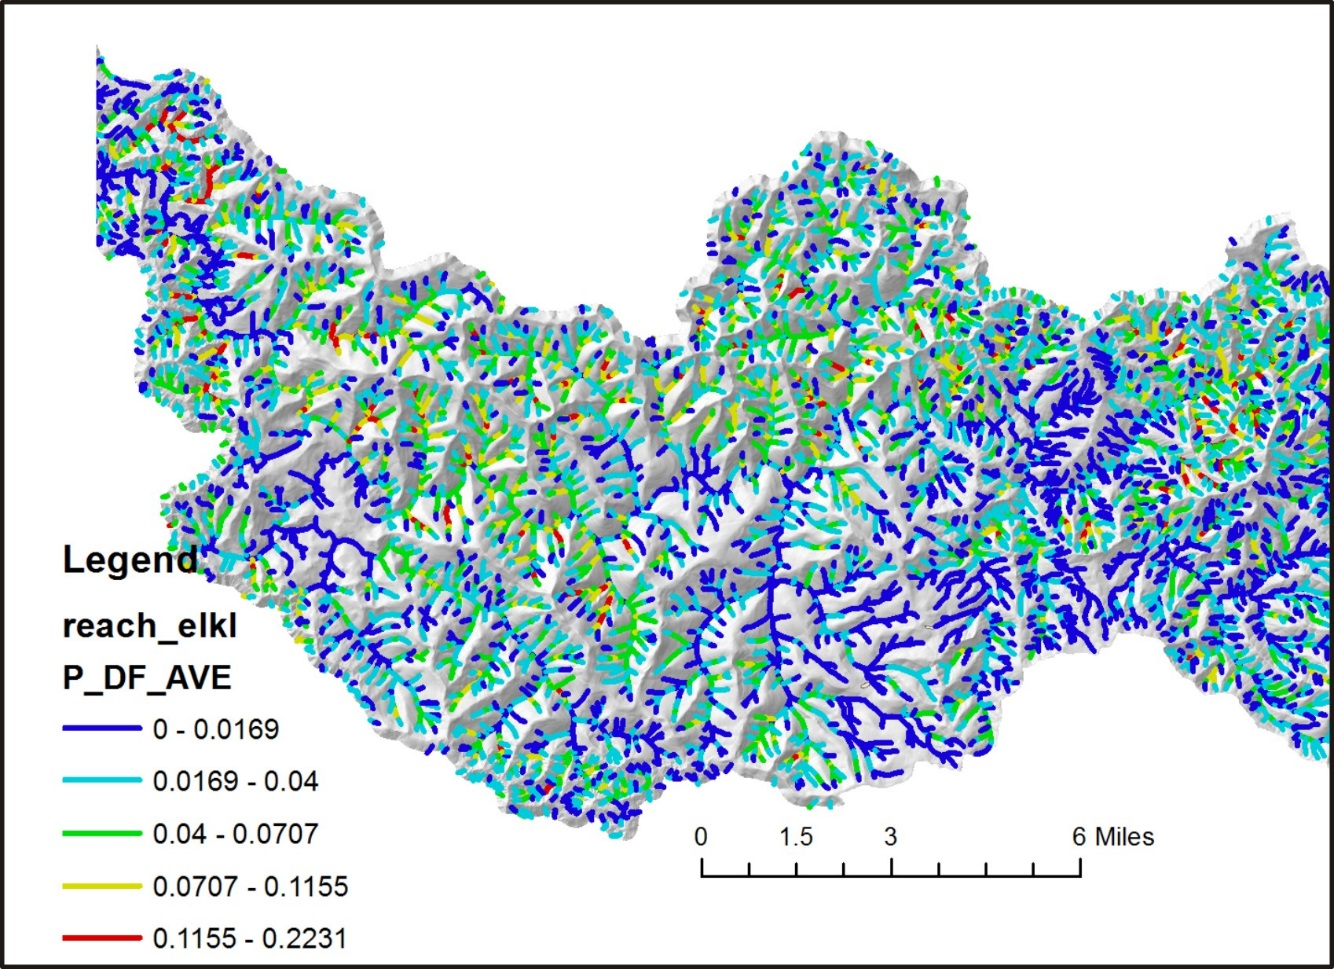 Legend
reach_elkl
P_DF_AVE
0 - 0.0169
0.0169 - 0.04
0.04 - 0.0707
0.0707 - 0.1155
0.1155 - 0.2231
0 1.5 3 6 Miles